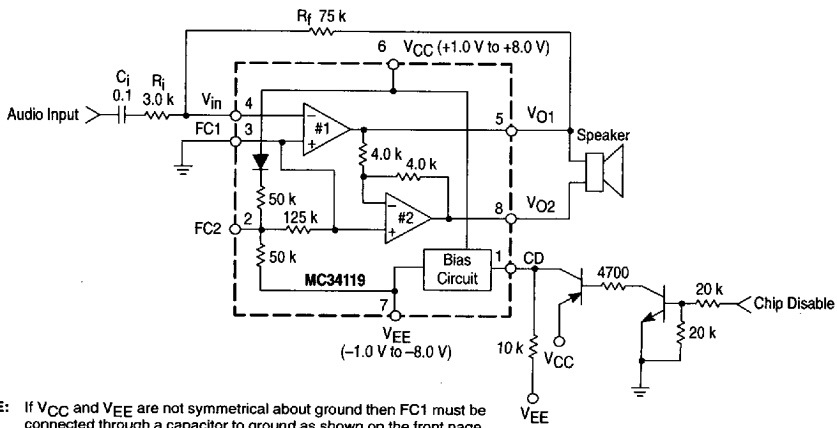 Rf 75 k
6 VCC (+1.0 V to +8.0 V)
Ci
0.1
Ri
3.0 k
Vin
4
Audio Input
FC1
3
#1
5
VO1
Speaker
4.0 k
4.0 k
50 k
FC2
2
125 k
#2
8
VO2
50 k
MC34119
Bias
Circuit
1
CD
4700
20 k
Chip Disable
20 k
7
VEE
(–1.0 V to –8.0 V)
10 k
VCC
VEE
E: If VCC and VEE are not symmetrical about ground then FC1 must be
connected through a capacitor to ground as shown on the front page